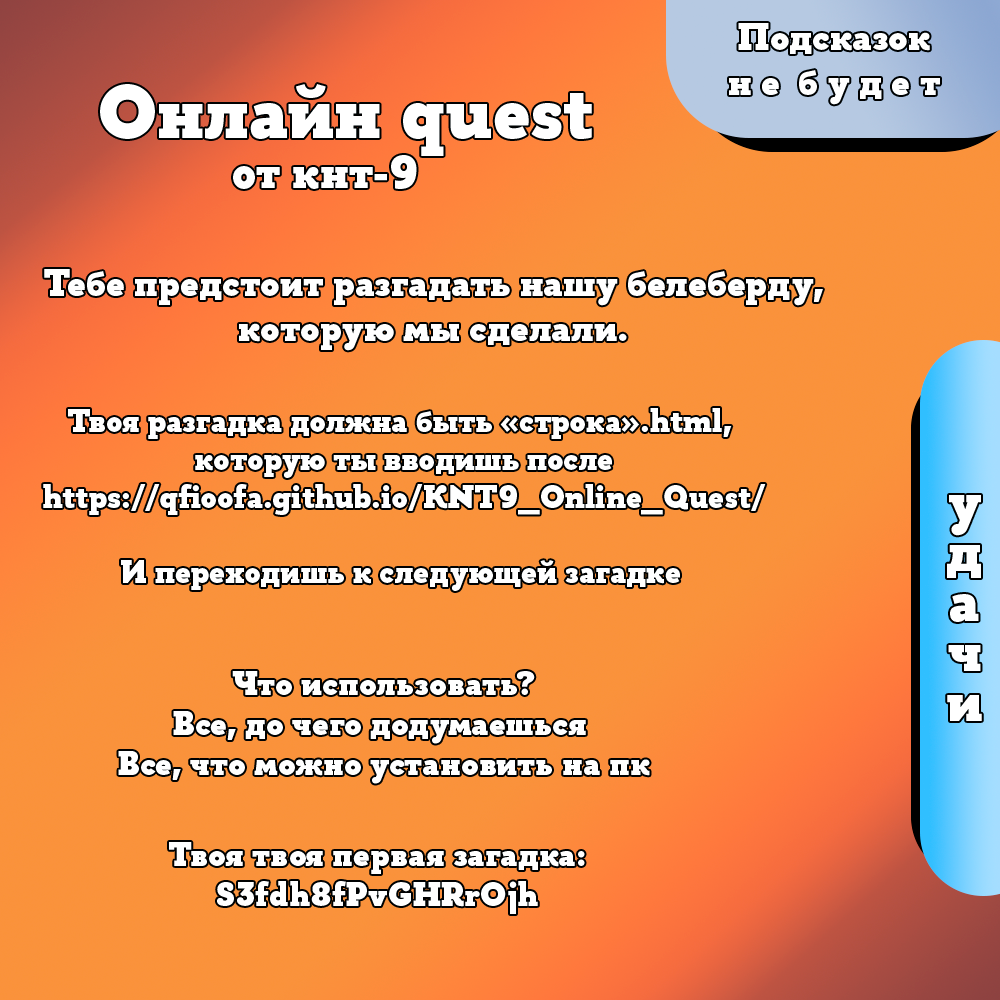 Подсказок
не будет
Онлайн quest
от кнт-9
Тебе предстоит разгадать нашу белеберду,
которую мы сделали.
Твоя разгадка должна быть «строка».html,
которую ты вводишь после
https://qfioofa.github.io/KNT9_Online_Quest/
И переходишь к следующей загадке
удачи
Что использовать?
Все, до чего додумаешься
Все, что можно установить на пк
Твоя твоя первая загадка:
S3fdh8fPvGHRrOjh